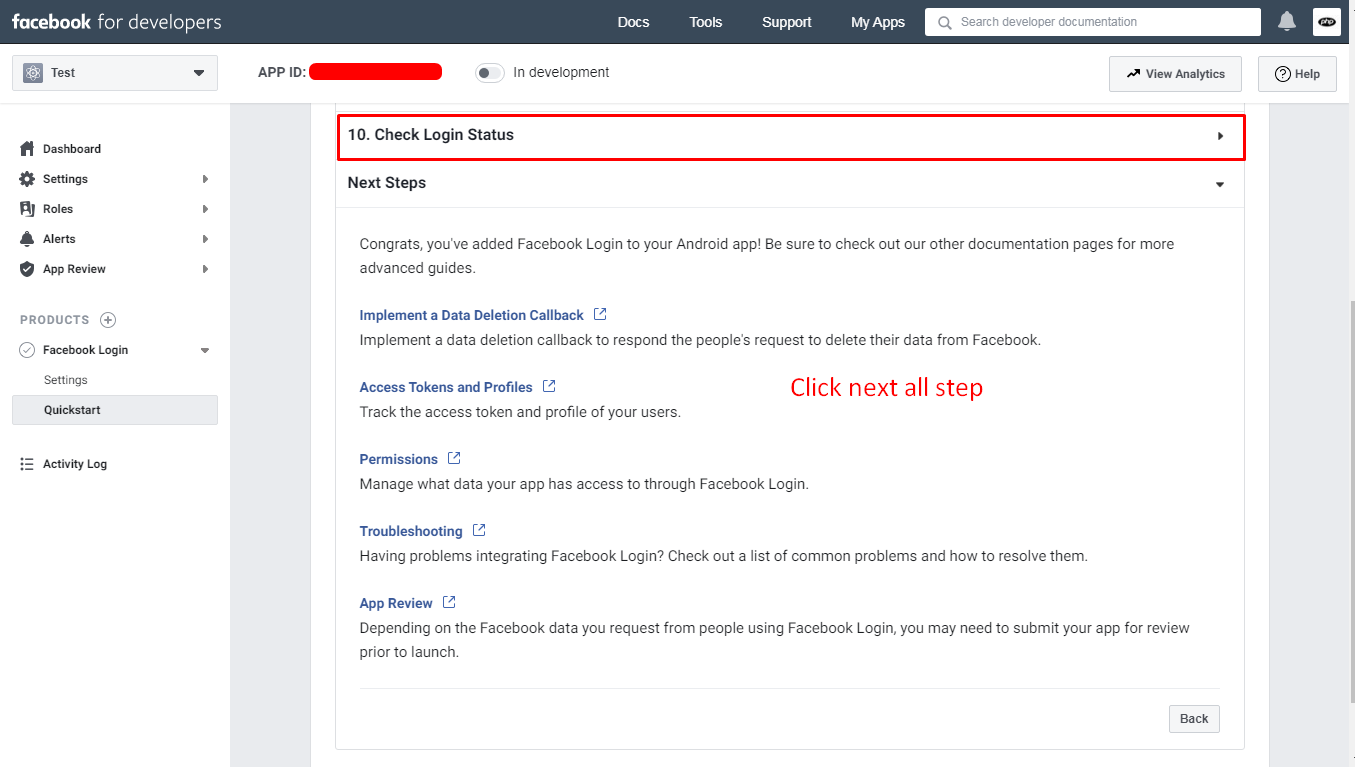 facebook for developers
Docs
Tools
Support
My Apps
Search developer documentation
php
Test
APP ID:
In development
View Analytics
Help
Dashboard
Settings
Roles
Alerts
App Review
PRODUCTS
Facebook Login
Settings
Quickstart
Activity Log
10. Check Login Status
Next Steps
Congrats, you've added Facebook Login to your Android app! Be sure to check out our other documentation pages for more
advanced guides.
Implement a Data Deletion Callback
Implement a data deletion callback to respond the people's request to delete their data from Facebook.
Access Tokens and Profiles
Track the access token and profile of your users.
Click next all step
Permissions
Manage what data your app has access to through Facebook Login.
Troubleshooting
Having problems integrating Facebook Login? Check out a list of common problems and how to resolve them.
App Review
Depending on the Facebook data you request from people using Facebook Login, you may need to submit your app for review
prior to launch.
Back